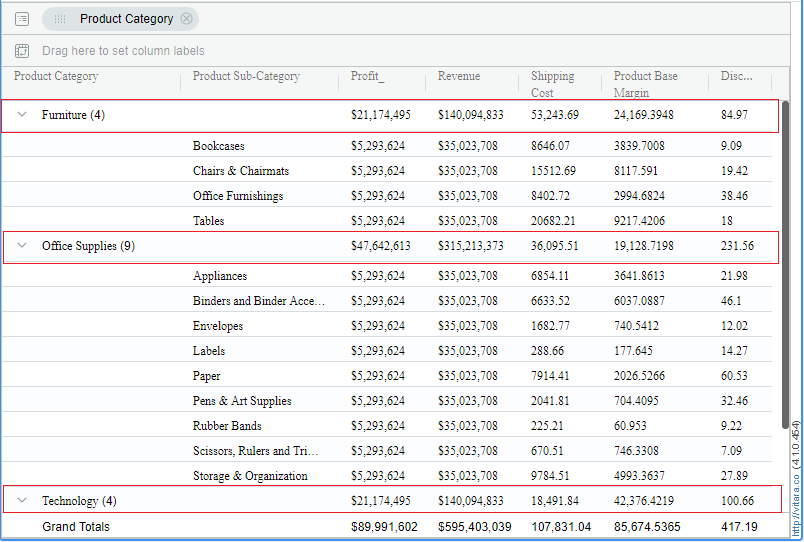 Product Category
Drag here to set column labels
Product Category Product Sub-Category Profit_ Revenue Shipping Cost Product Base Margin Disc...
Furniture (4) $21,174,495 $140,094,833 53,243.69 24,169.3948 84.97
Bookcases $5,293,624 $35,023,708 8646.07 3839.7008 9.09
Chairs & Chairmats $5,293,624 $35,023,708 15512.69 8117.591 19.42
Office Furnishings $5,293,624 $35,023,708 8402.72 2994.6824 38.46
Tables $5,293,624 $35,023,708 20682.21 9217.4206 18
Office Supplies (9) $47,642,613 $315,213,373 36,095.51 19,128.7198 231.56
Appliances $5,293,624 $35,023,708 6854.11 3641.8613 21.98
Binders and Binder Acce... $5,293,624 $35,023,708 6633.52 6037.0887 46.1
Envelopes $5,293,624 $35,023,708 1682.77 740.5412 12.02
Labels $5,293,624 $35,023,708 288.66 177.645 14.27
Paper $5,293,624 $35,023,708 7914.41 2026.5266 60.53
Pens & Art Supplies $5,293,624 $35,023,708 2041.81 704.4095 32.46
Rubber Bands $5,293,624 $35,023,708 225.21 60.953 9.22
Scissors, Rulers and Tri... $5,293,624 $35,023,708 670.51 746.3308 7.09
Storage & Organization $5,293,624 $35,023,708 9784.51 4993.3637 27.89
Technology (4) $21,174,495 $140,094,833 18,491.84 42,376.4219 100.66
Grand Totals $89,991,602 $595,403,039 107,831.04 85,674.5365 417.19
http://vitara.co (4.1.0.454)